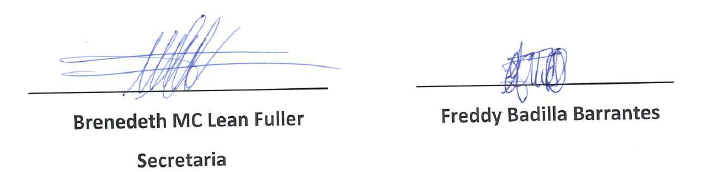 Brenedeth MC Lean Fuller
Secretaria
Freddy Badilla Barrantes